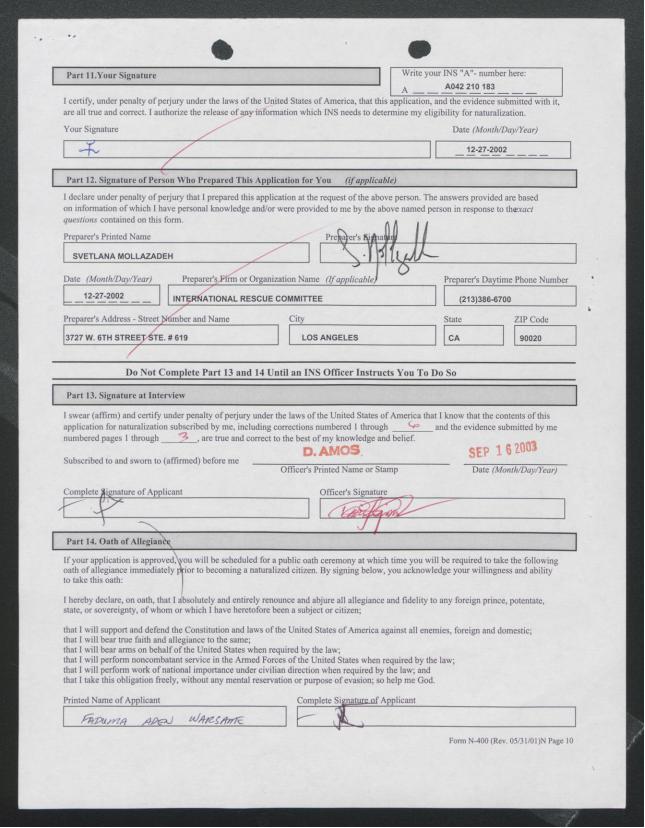 Part 11.Your Signature
Write your INS "A"- number here:
A A042 210 183
I certify, under penalty of perjury under the laws of the United States of America, that this application, and the evidence submitted with it,
are all true and correct. I authorize the release of any information which INS needs to determine my eligibility for naturalization.
Your Signature
Date (Month/Day/Year)
12-27-2002
Part 12. Signature of Person Who Prepared This Application for You (if applicable)
I declare under penalty of perjury that I prepared this application at the request of the above person. The answers provided are based
on information of which I have personal knowledge and/or were provided to me by the above named person in response to the exact
questions contained on this form.
Preparer's Printed Name
Preparer's Signature
SVETLANA MOLLAZADEH
Date (Month/Day/Year)
Preparer's Firm or Organization Name (If applicable)
Preparer's Daytime Phone Number
12-27-2002
INTERNATIONAL RESCUE COMMITTEE
(213)386-6700
Preparer's Address - Street Number and Name
City
State
ZIP Code
3727 W. 6TH STREET STE. # 619
LOS ANGELES
CA
90020
Do Not Complete Part 13 and 14 Until an INS Officer Instructs You To Do So
Part 13. Signature at Interview
I swear (affirm) and certify under penalty of perjury under the laws of the United States of America that I know that the contents of this
application for naturalization subscribed by me, including corrections numbered 1 through 6 and the evidence submitted by me
numbered pages 1 through 3, are true and correct to the best of my knowledge and belief.
D. AMOS
SEP 16 2003
Subscribed to and sworn to (affirmed) before me
Officer's Printed Name or Stamp
Date (Month/Day/Year)
Complete Signature of Applicant
Officer's Signature
Part 14. Oath of Allegiance
If your application is approved, you will be scheduled for a public oath ceremony at which time you will be required to take the following
oath of allegiance immediately prior to becoming a naturalized citizen. By signing below, you acknowledge your willingness and ability
to take this oath:
I hereby declare, on oath, that I absolutely and entirely renounce and abjure all allegiance and fidelity to any foreign prince, potentate,
state, or sovereignty, of whom or which I have heretofore been a subject or citizen;
that I will support and defend the Constitution and laws of the United States of America against all enemies, foreign and domestic;
that I will bear true faith and allegiance to the same;
that I will bear arms on behalf of the United States when required by the law;
that I will perform noncombatant service in the Armed Forces of the United States when required by the law;
that I will perform work of national importance under civilian direction when required by the law; and
that I take this obligation freely, without any mental reservation or purpose of evasion; so help me God.
Printed Name of Applicant
Complete Signature of Applicant
FADUMA ADEN WARSAME
Form N-400 (Rev. 05/31/01)N Page 10